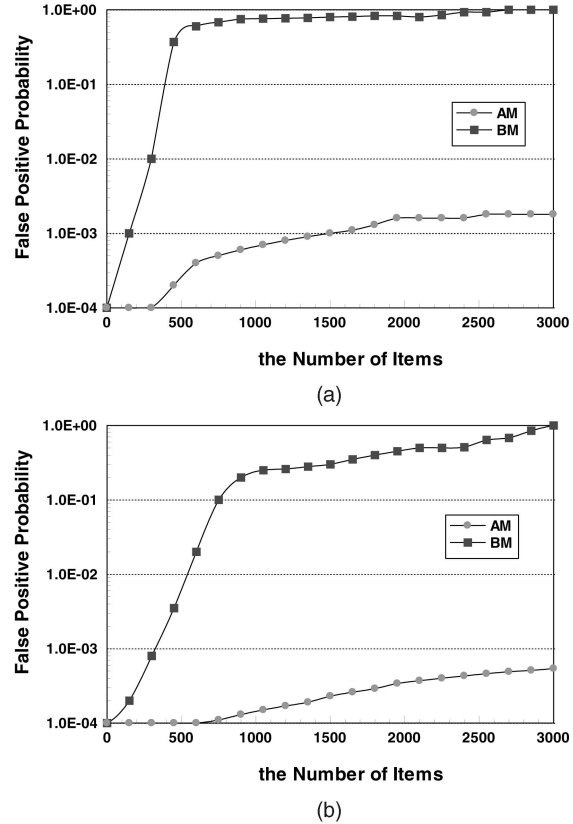 1.0E+00
1.0E-01
1.0E-02
1.0E-03
1.0E-04
False Positive Probability
AM
BM
0 500 1000 1500 2000 2500 3000
the Number of Items
(a)
1.0E+00
1.0E-01
1.0E-02
1.0E-03
1.0E-04
False Positive Probability
AM
BM
0 500 1000 1500 2000 2500 3000
the Number of Items
(b)